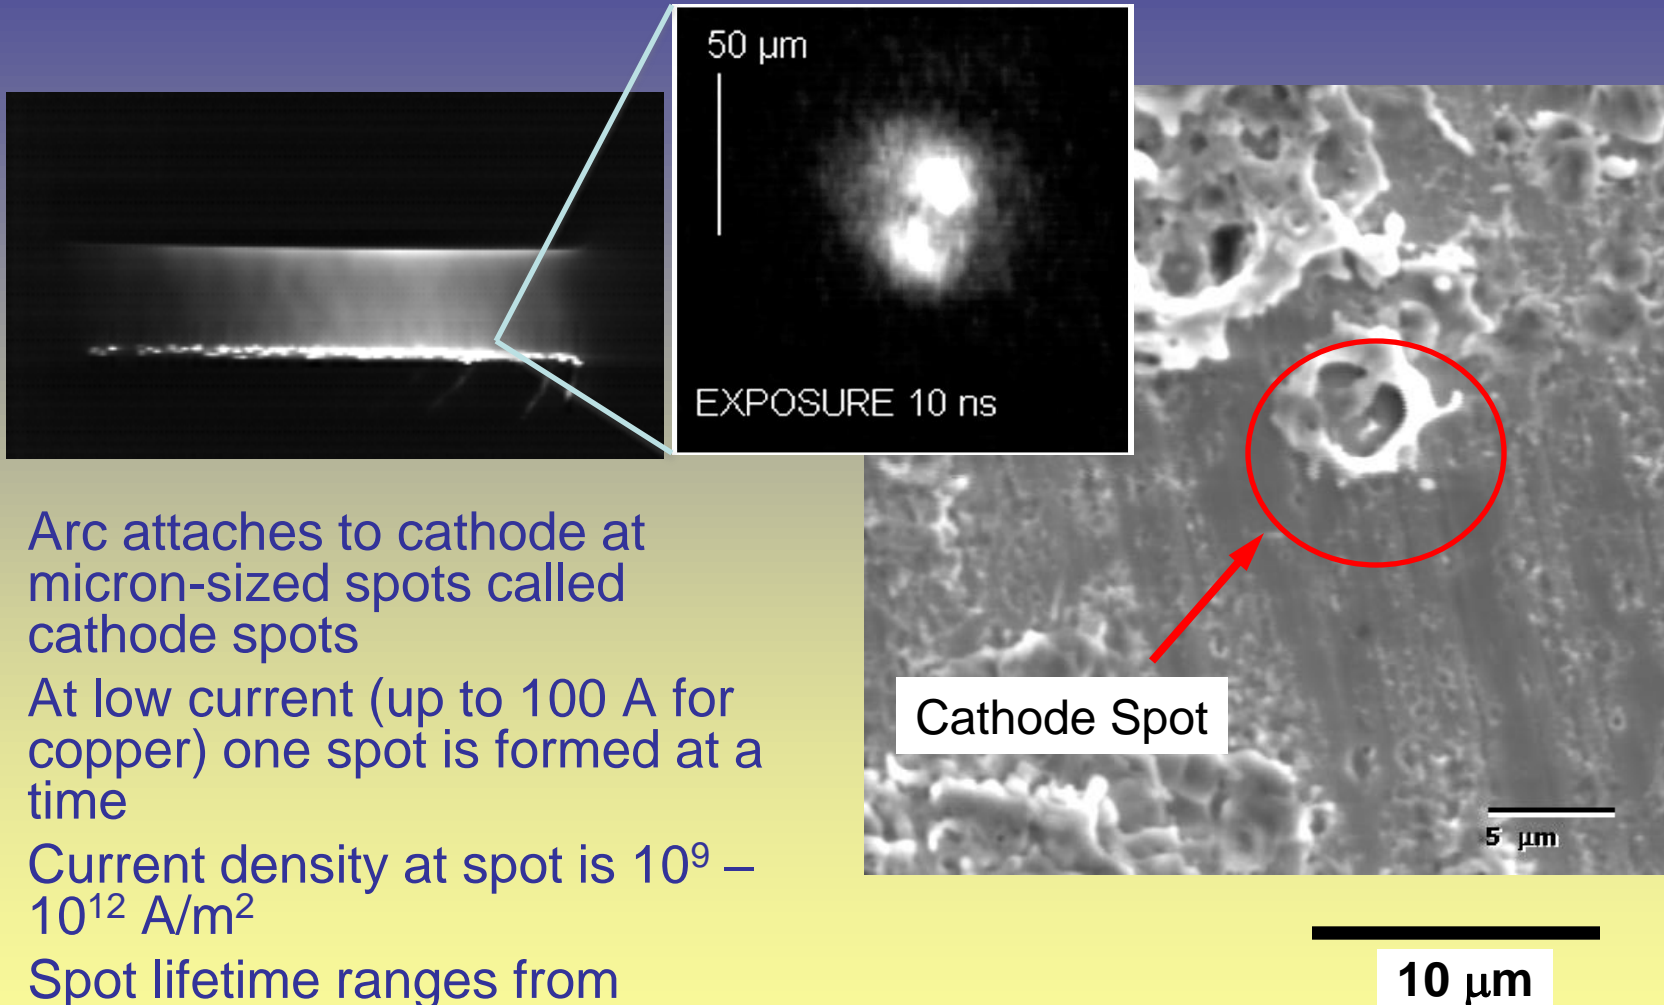 50 µm
EXPOSURE 10 ns
Arc attaches to cathode at
micron-sized spots called
cathode spots
At low current (up to 100 A for
copper) one spot is formed at a
time
Current density at spot is 10⁹ –
10¹² A/m²
Spot lifetime ranges from
Cathode Spot
5 µm
10 µm